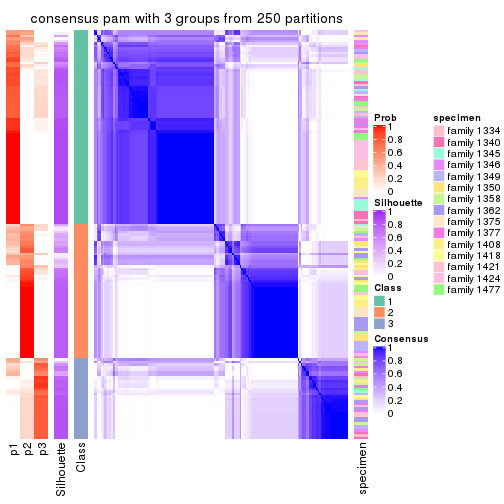 consensus pam with 3 groups from 250 partitions
Prob
1
0.8
0.6
0.4
0.2
0
Silhouette
1
0.8
0.6
0.4
0.2
0
Class
1
2
3
Consensus
1
0.8
0.6
0.4
0.2
0
specimen
family 1334
family 1340
family 1345
family 1346
family 1349
family 1350
family 1358
family 1362
family 1375
family 1377
family 1408
family 1418
family 1421
family 1424
family 1477
p1
p2
p3
Silhouette
Class
specimen